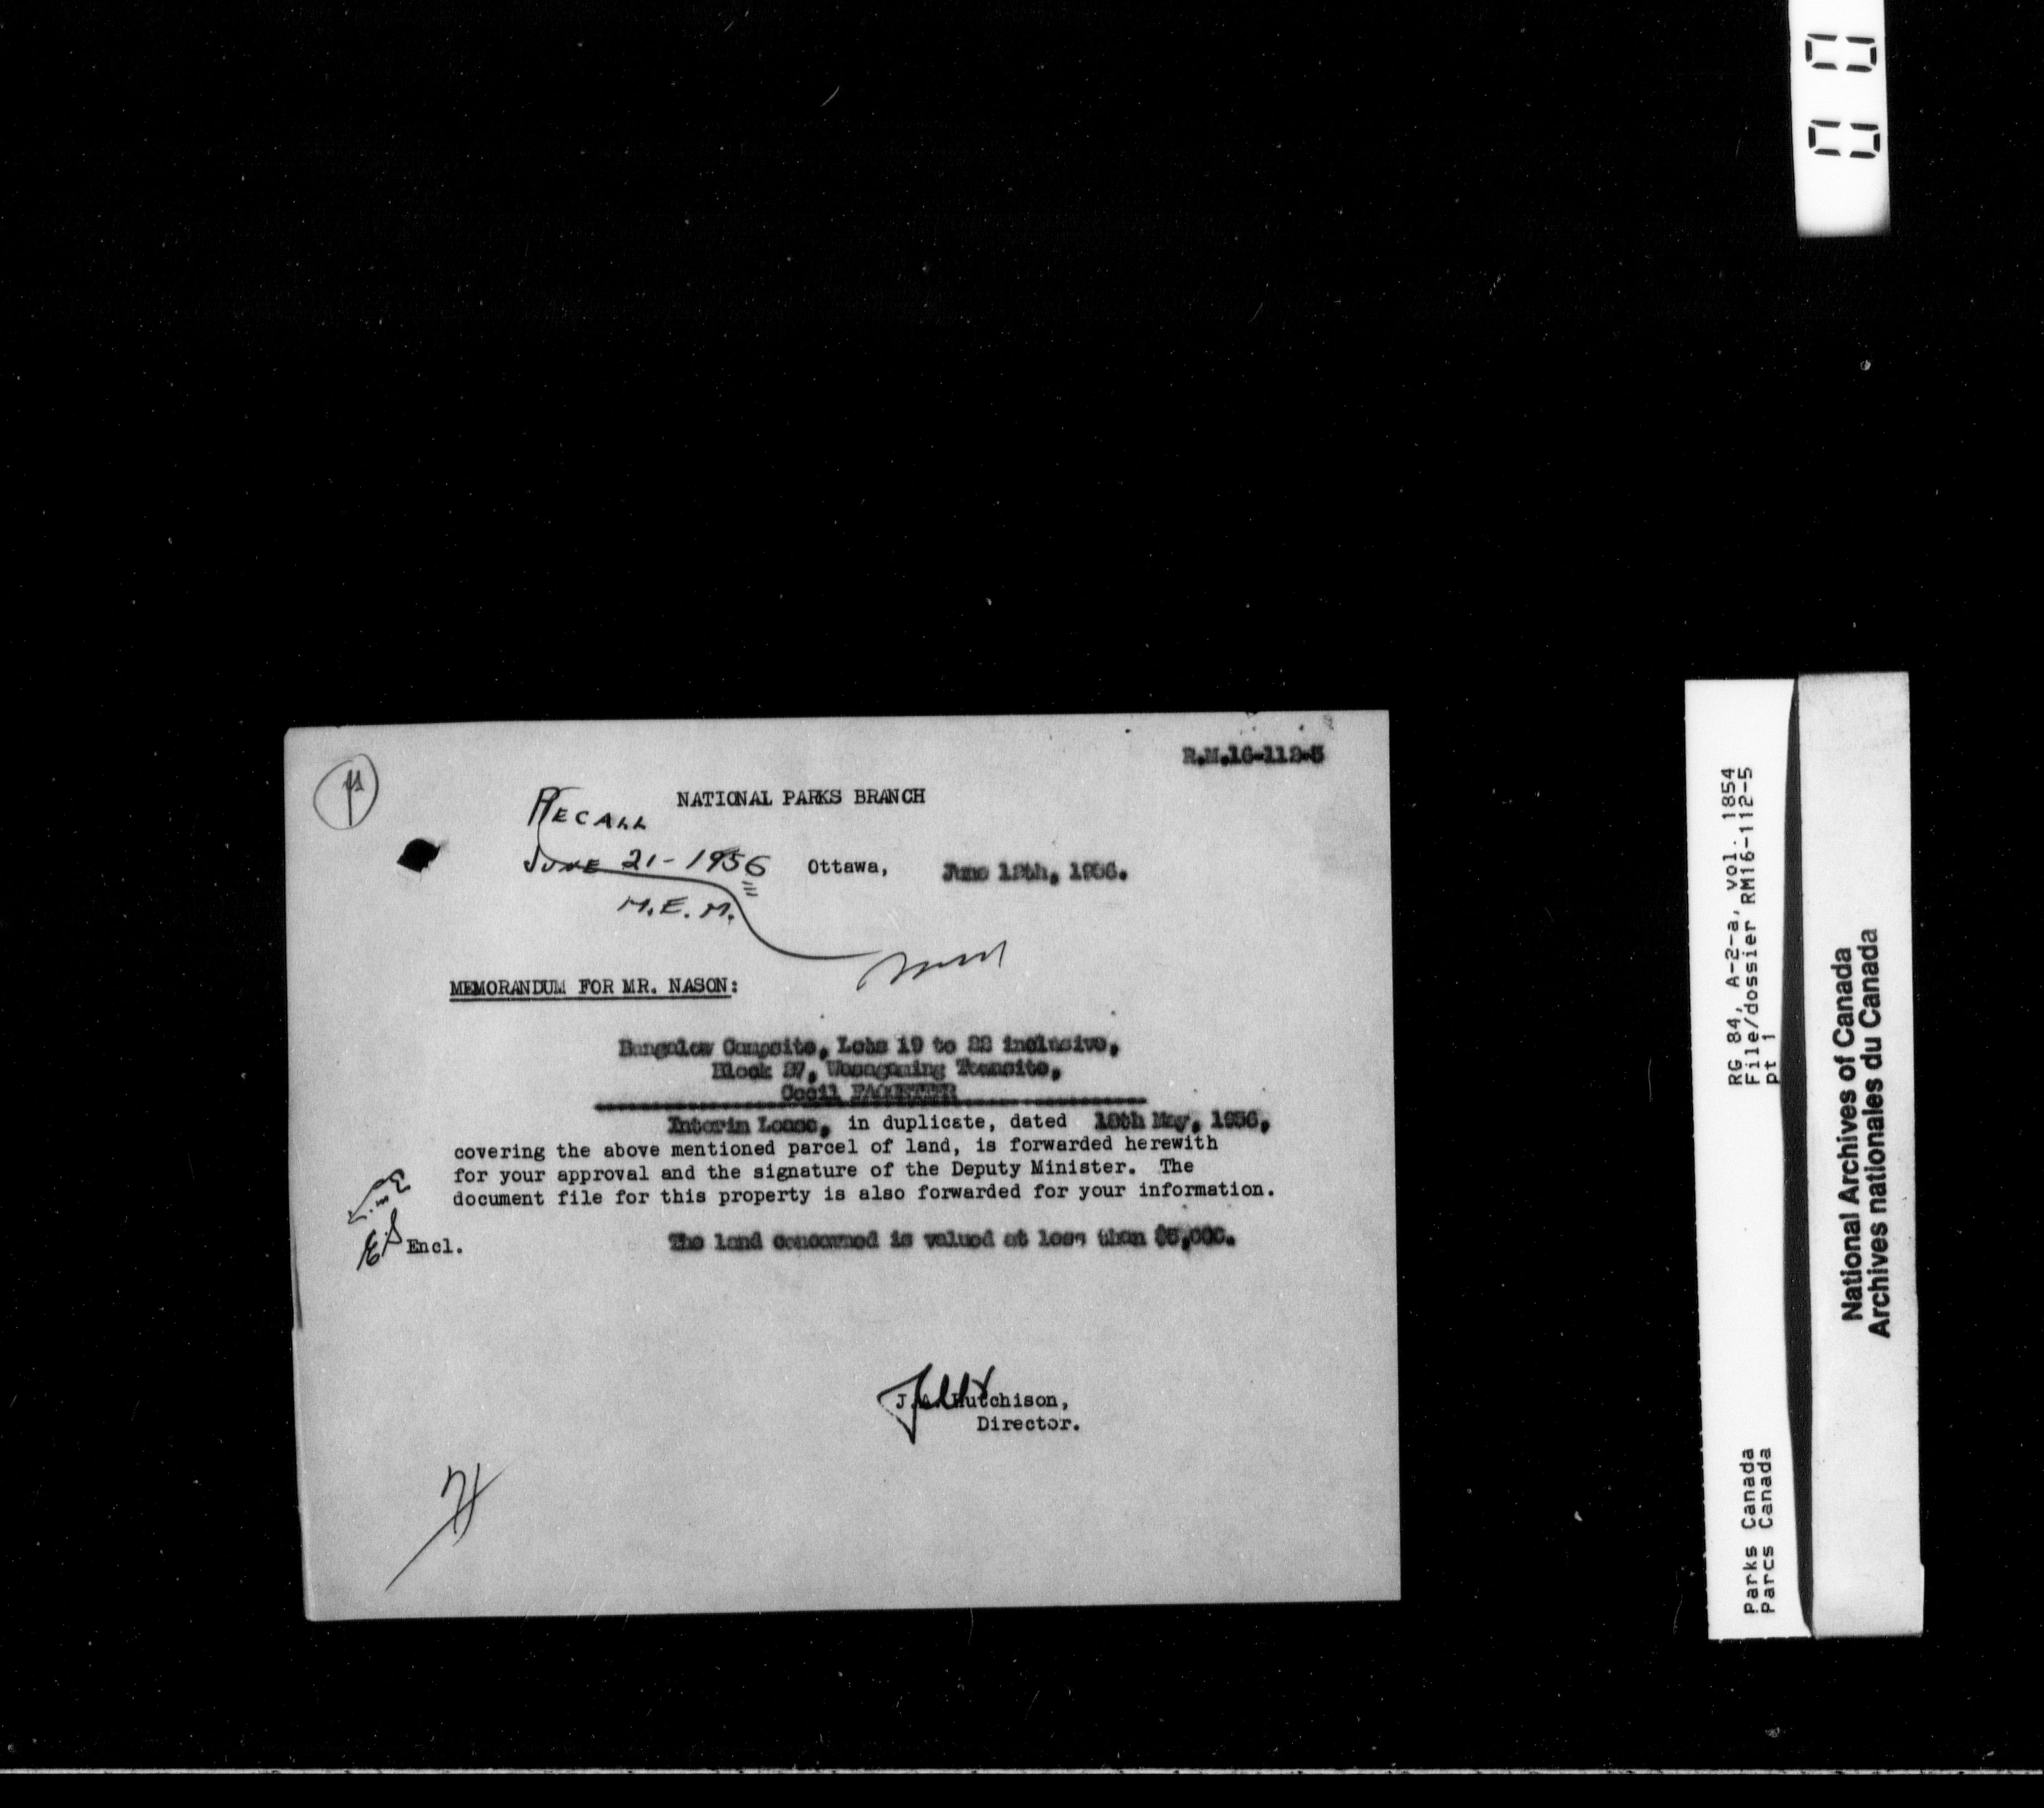 R.M.16-112-5
NATIONAL PARKS BRANCH
RECALL
JUNE 21-1956
Ottawa, June 12th, 1956.
M.E.M.
MEMORANDUM FOR MR. NASON:
Bungalow Campsite, Lots 19 to 22 inclusive,
Block 27, Wasagaming Townsite,
Cecil
Interim Lease, in duplicate, dated 18th May, 1956,
covering the above mentioned parcel of land, is forwarded herewith
for your approval and the signature of the Deputy Minister. The
document file for this property is also forwarded for your information.
Encl.
The land concerned is valued at less than $5,000.
J.A. Hutchison,
Director.
RG 84, A-2-a, vol. 1854
File/dossier RM16-112-5
pt 1
Parks Canada
Parcs Canada
National Archives of Canada
Archives nationales du Canada